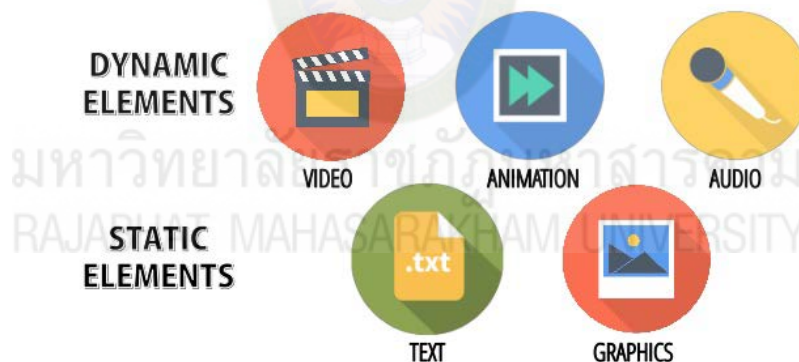 DYNAMIC
ELEMENTS
VIDEO
ANIMATION
AUDIO
มหาวิทยาลัยราชภัฏมหาสารคาม
RAJABHAT MAHASARAKHAM UNIVERSITY
STATIC
ELEMENTS
.txt
TEXT
GRAPHICS